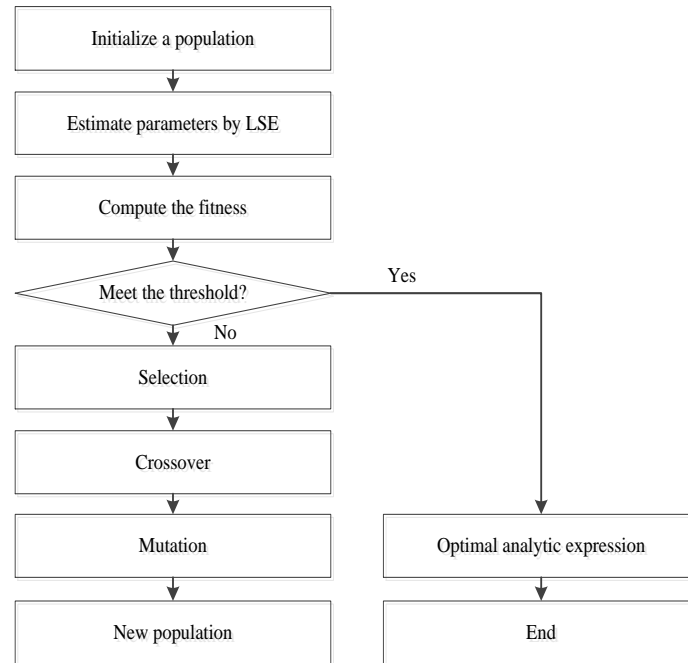 Initialize a population
Estimate parameters by LSE
Compute the fitness
Meet the threshold?
Yes
No
Selection
Crossover
Mutation
Optimal analytic expression
New population
End